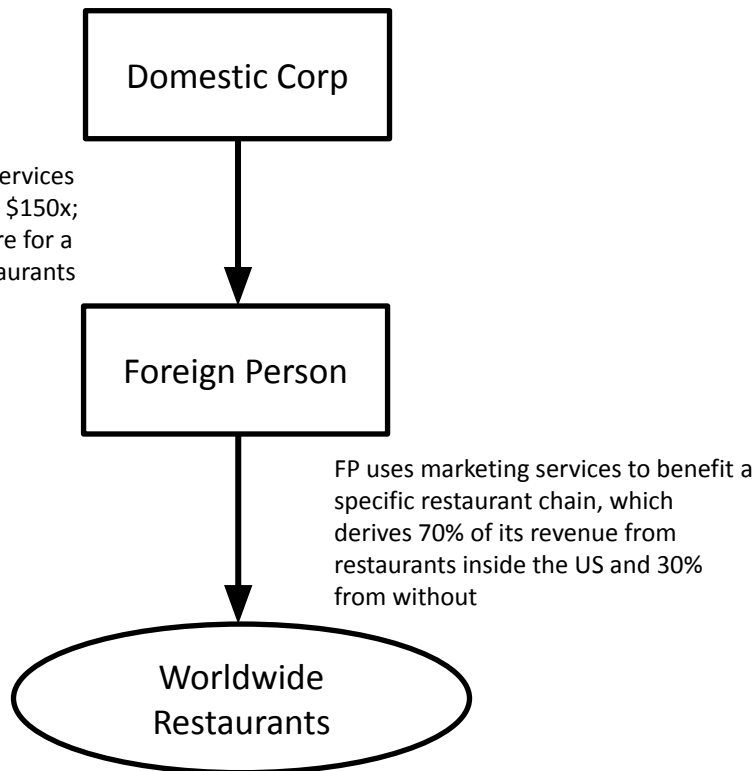 Domestic Corp
ervices
$150x;
re for a
aurants
Foreign Person
FP uses marketing services to benefit a
specific restaurant chain, which
derives 70% of its revenue from
restaurants inside the US and 30%
from without
Worldwide
Restaurants